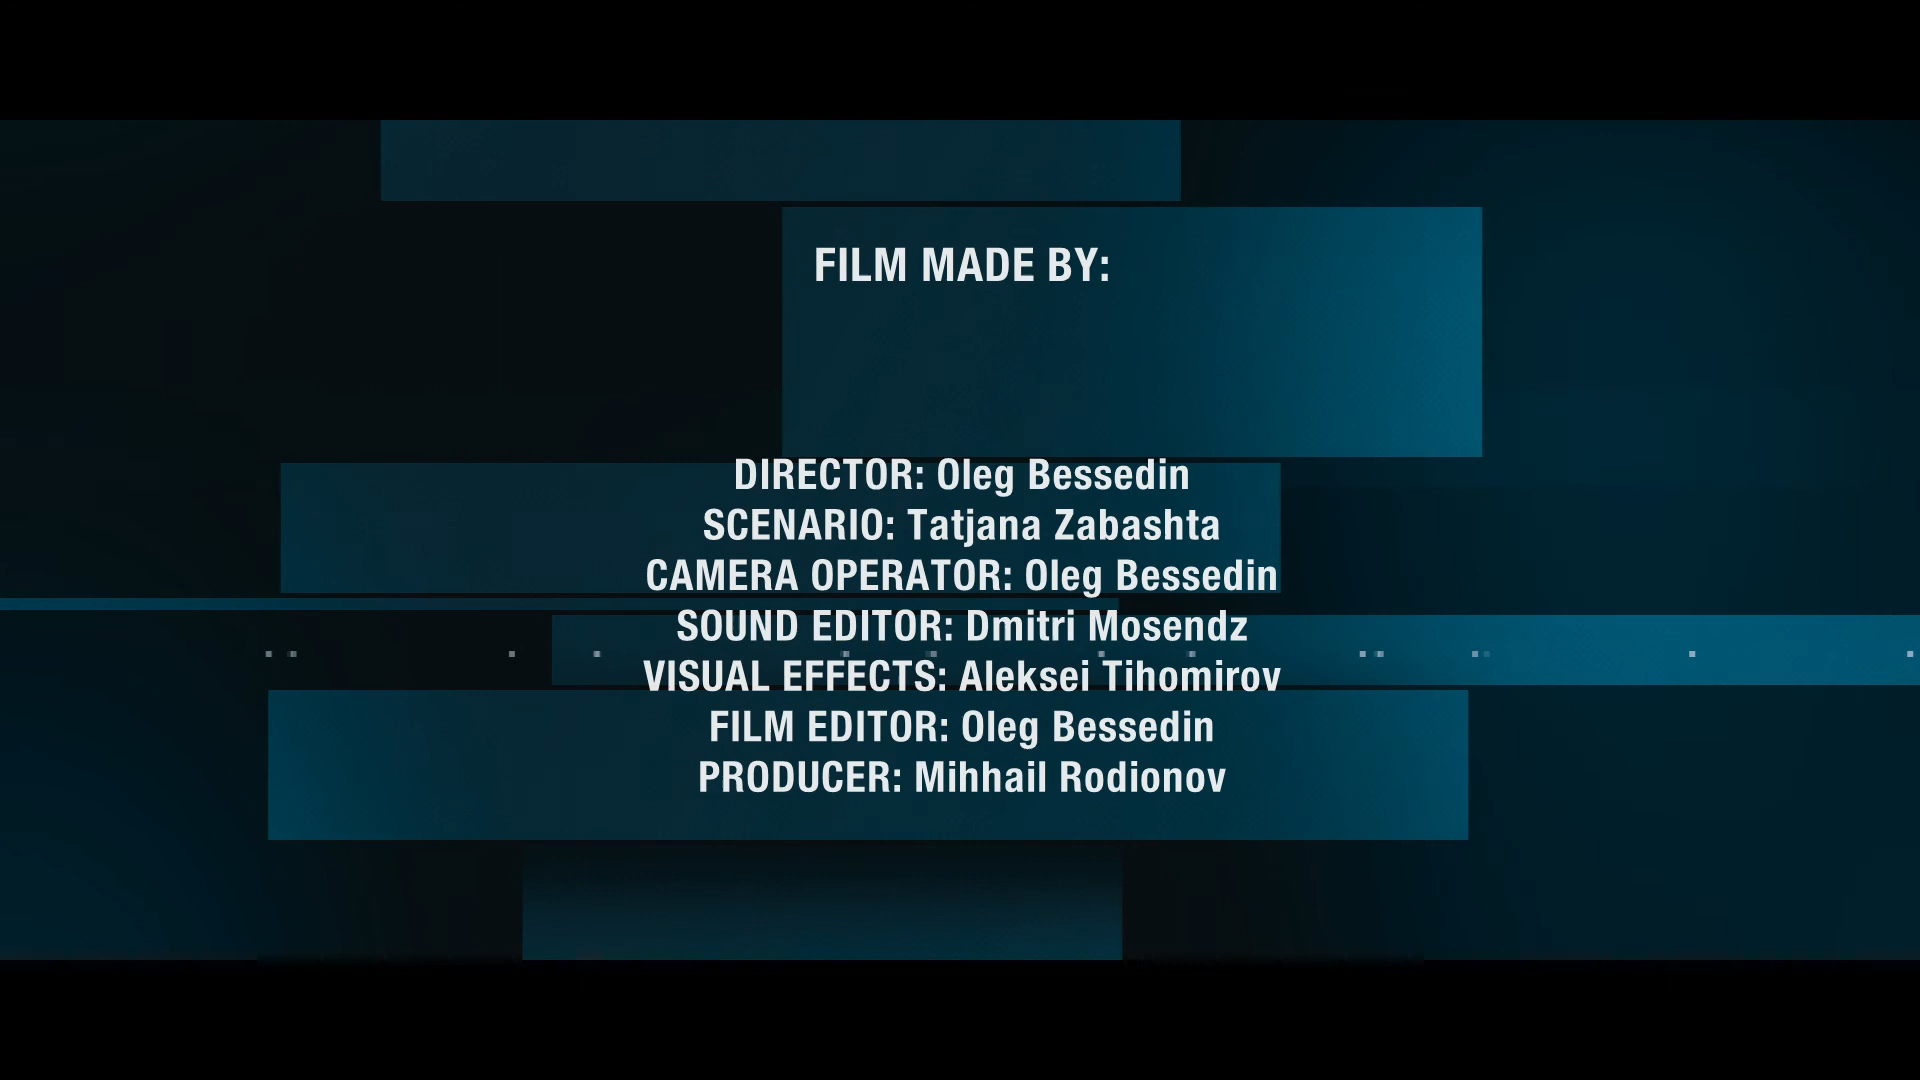 FILM MADE BY:
DIRECTOR: Oleg Bessedin
SCENARIO: Tatjana Zabashta
CAMERA OPERATOR: Oleg Bessedin
SOUND EDITOR: Dmitri Mosendz
VISUAL EFFECTS: Aleksei Tihomirov
FILM EDITOR: Oleg Bessedin
PRODUCER: Mihhail Rodionov